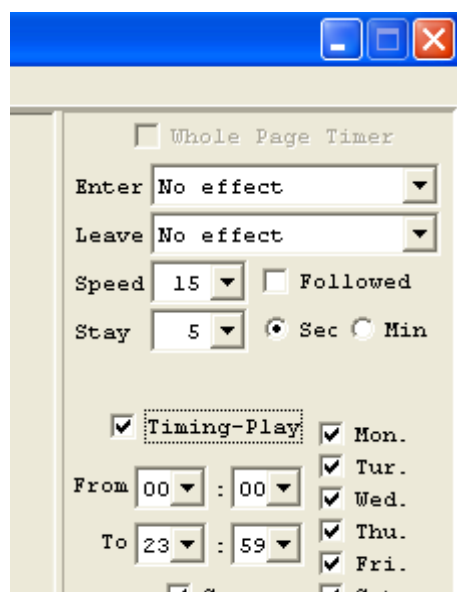 Whole Page Timer
Enter No effect
Leave No effect
Speed 15 Followed
Stay 5 Sec Min
Timing-Play
Mon.
Tur.
From 00 : 00
Wed.
Thu.
To 23 : 59
Fri.